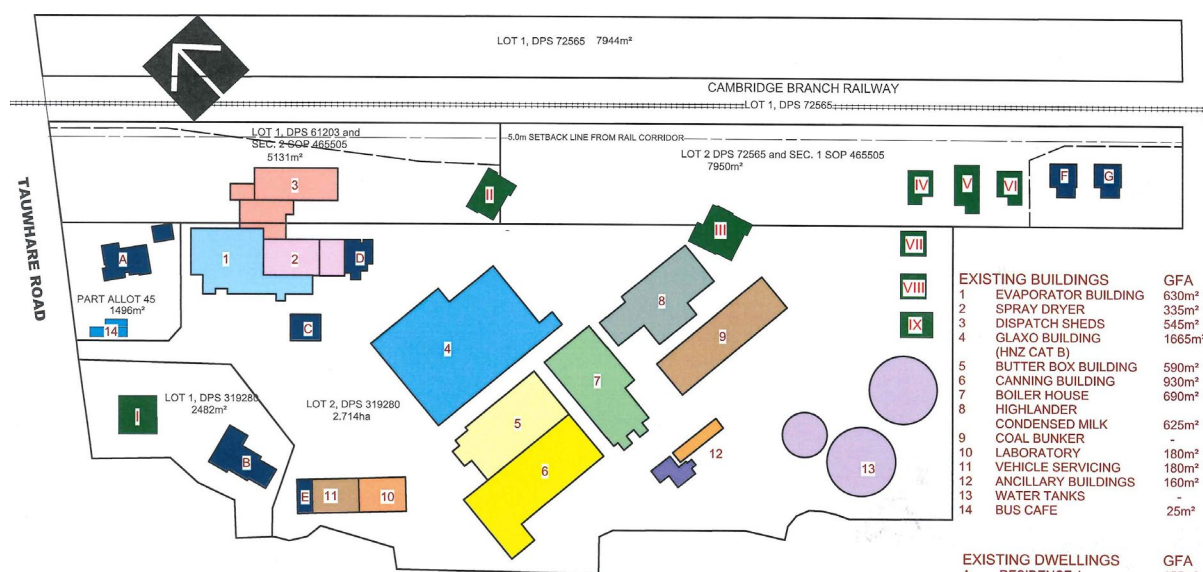 LOT 1, DPS 72565 7944m²
CAMBRIDGE BRANCH RAILWAY
LOT 1, DPS 72565
LOT 1, DPS 61203 and
SEC. 2 SOP 465505
5131m²
5.0m SETBACK LINE FROM RAIL CORRIDOR
LOT 2 DPS 72565 and SEC. 1 SOP 465505
7950m²
TAUWHARE ROAD
3
II
IV
V
VI
F
G
III
A
1
2
D
VII
PART ALLOT 45
1496m²
14
C
VIII
IX
8
9
4
7
I
LOT 1, DPS 319280
2482m²
LOT 2, DPS 319280
2.714ha
5
B
6
12
13
E
11
10
EXISTING BUILDINGS GFA
1 EVAPORATOR BUILDING 630m²
2 SPRAY DRYER 335m²
3 DISPATCH SHEDS 545m²
4 GLAXO BUILDING 1665m²
(HNZ CAT B)
5 BUTTER BOX BUILDING 590m²
6 CANNING BUILDING 930m²
7 BOILER HOUSE 690m²
8 HIGHLANDER
CONDENSED MILK 625m²
9 COAL BUNKER -
10 LABORATORY 180m²
11 VEHICLE SERVICING 180m²
12 ANCILLARY BUILDINGS 160m²
13 WATER TANKS -
14 BUS CAFE 25m²
EXISTING DWELLINGS GFA